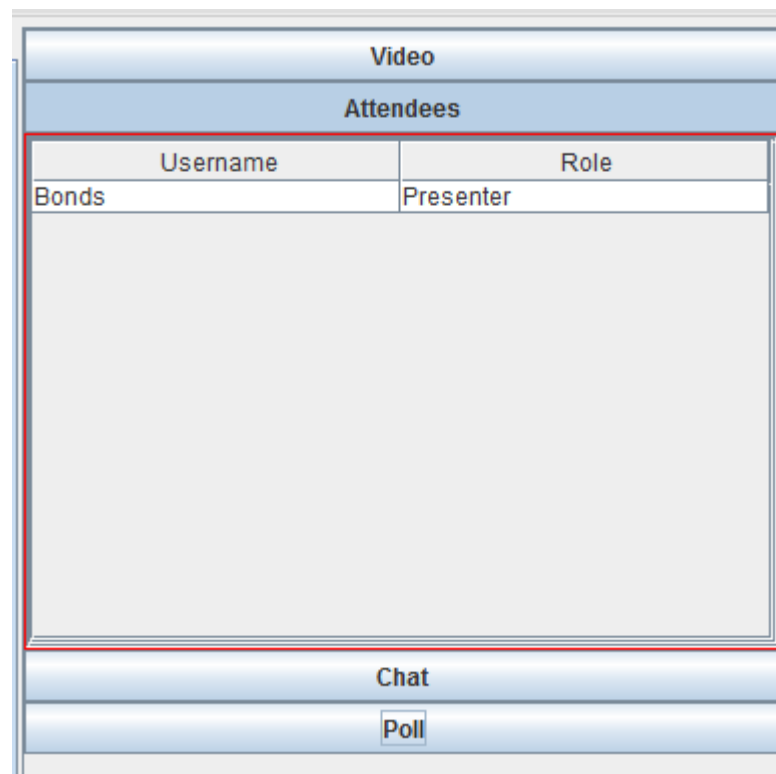 Video
Attendees
Username Role
Bonds Presenter
Chat
Poll